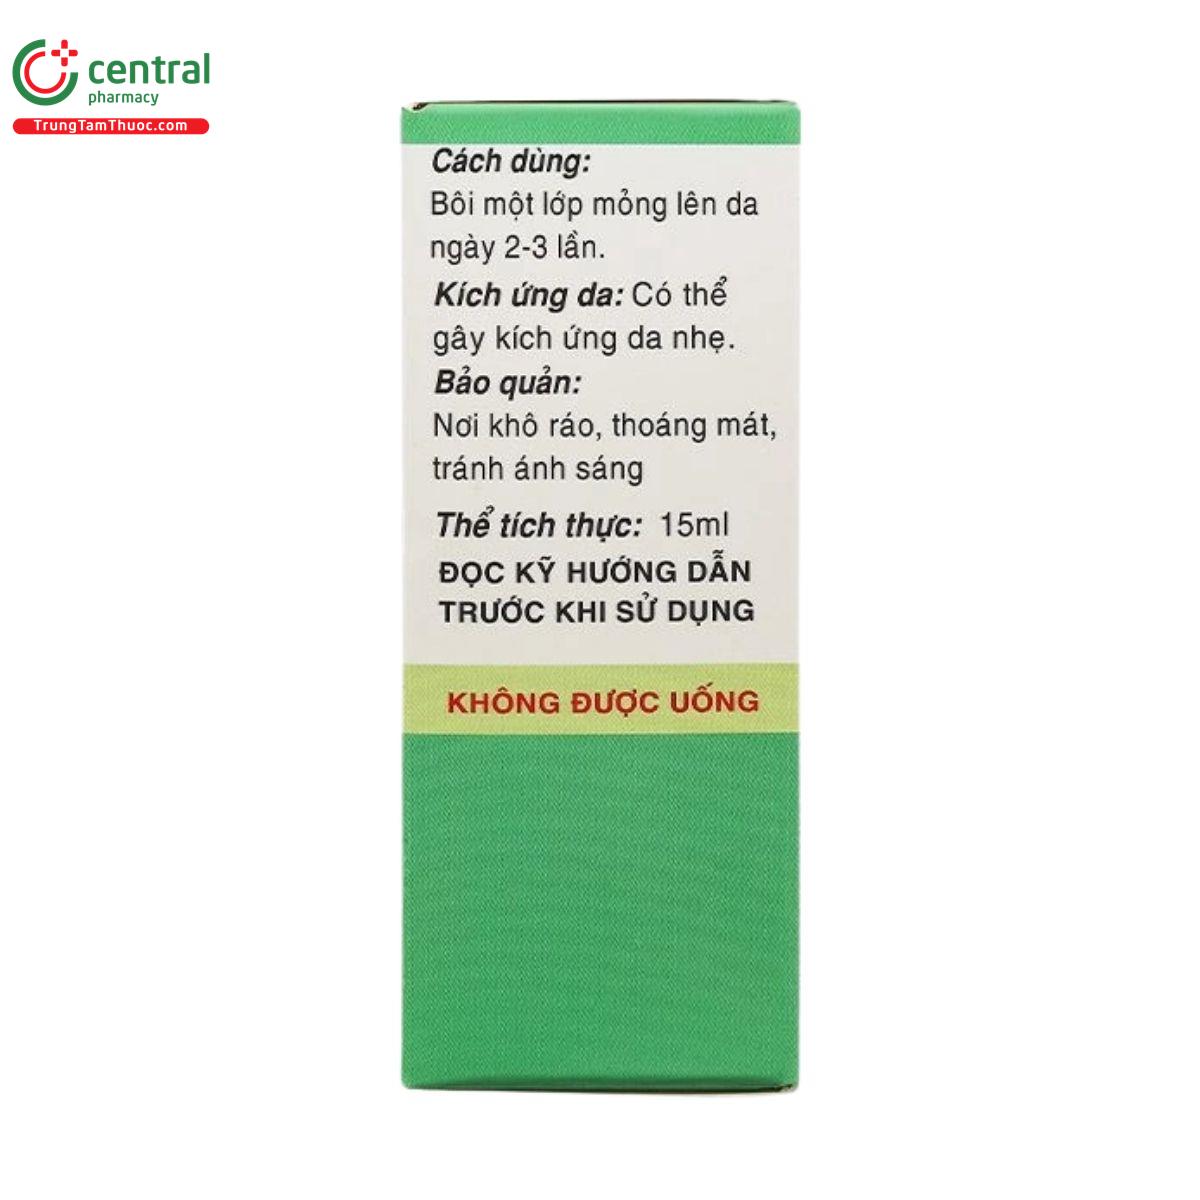 central
pharmacy
TrungTamThuoc.com
Cách dùng:
Bôi một lớp mỏng lên da
ngày 2-3 lần.
Kích ứng da: Có thể
gây kích ứng da nhẹ.
Bảo quản:
Nơi khô ráo, thoáng mát,
tránh ánh sáng
Thể tích thực: 15ml
ĐỌC KỸ HƯỚNG DẪN
TRƯỚC KHI SỬ DỤNG
KHÔNG ĐƯỢC UỐNG